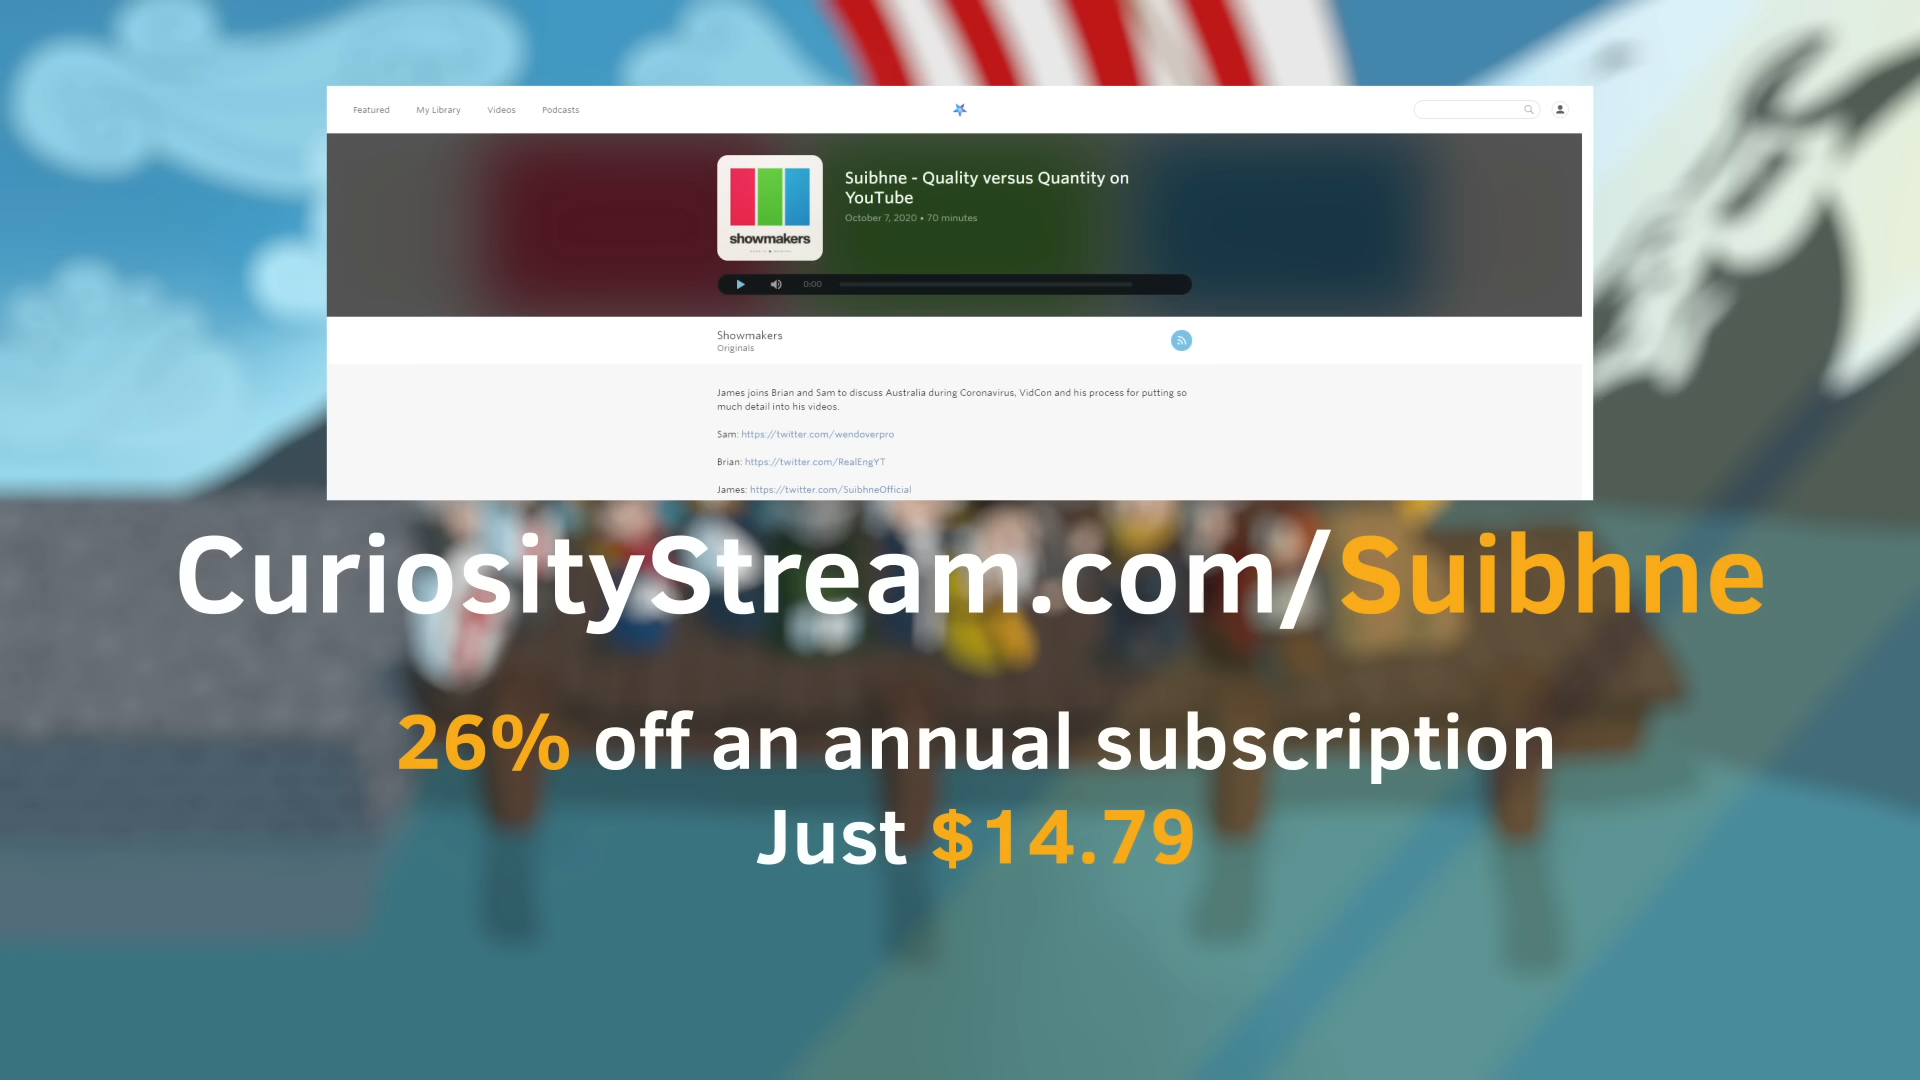 Featured My Library Videos Podcasts
showmakers
Suibhne - Quality versus Quantity on
YouTube
October 7, 2020 • 70 minutes
0:00
Showmakers
Originals
James joins Brian and Sam to discuss Australia during Coronavirus, VidCon and his process for putting so
much detail into his videos.
Sam: https://twitter.com/wendoverpro
Brian: https://twitter.com/RealEngYT
James: https://twitter.com/SuibhneOfficial
CuriosityStream.com/Suibhne
26% off an annual subscription
Just $14.79